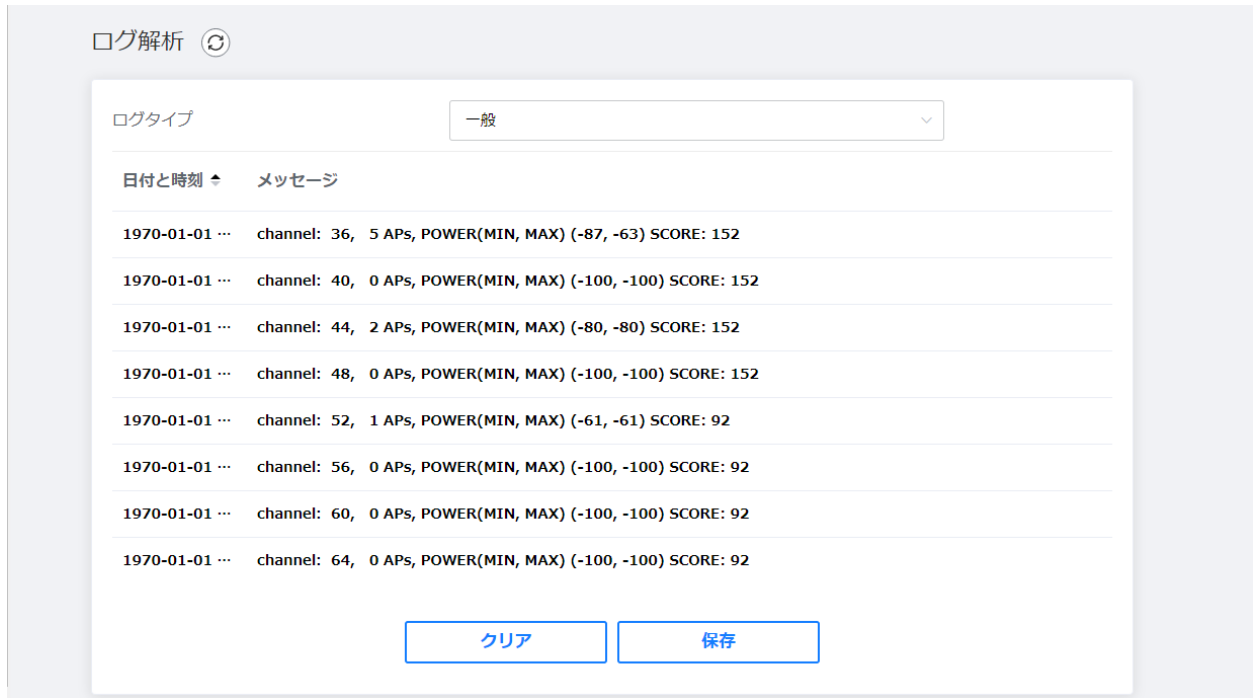 ログ解析
ログタイプ 一般
日付と時刻 メッセージ
1970-01-01 … channel: 36, 5 APs, POWER(MIN, MAX) (-87, -63) SCORE: 152
1970-01-01 … channel: 40, 0 APs, POWER(MIN, MAX) (-100, -100) SCORE: 152
1970-01-01 … channel: 44, 2 APs, POWER(MIN, MAX) (-80, -80) SCORE: 152
1970-01-01 … channel: 48, 0 APs, POWER(MIN, MAX) (-100, -100) SCORE: 152
1970-01-01 … channel: 52, 1 APs, POWER(MIN, MAX) (-61, -61) SCORE: 92
1970-01-01 … channel: 56, 0 APs, POWER(MIN, MAX) (-100, -100) SCORE: 92
1970-01-01 … channel: 60, 0 APs, POWER(MIN, MAX) (-100, -100) SCORE: 92
1970-01-01 … channel: 64, 0 APs, POWER(MIN, MAX) (-100, -100) SCORE: 92
クリア 保存